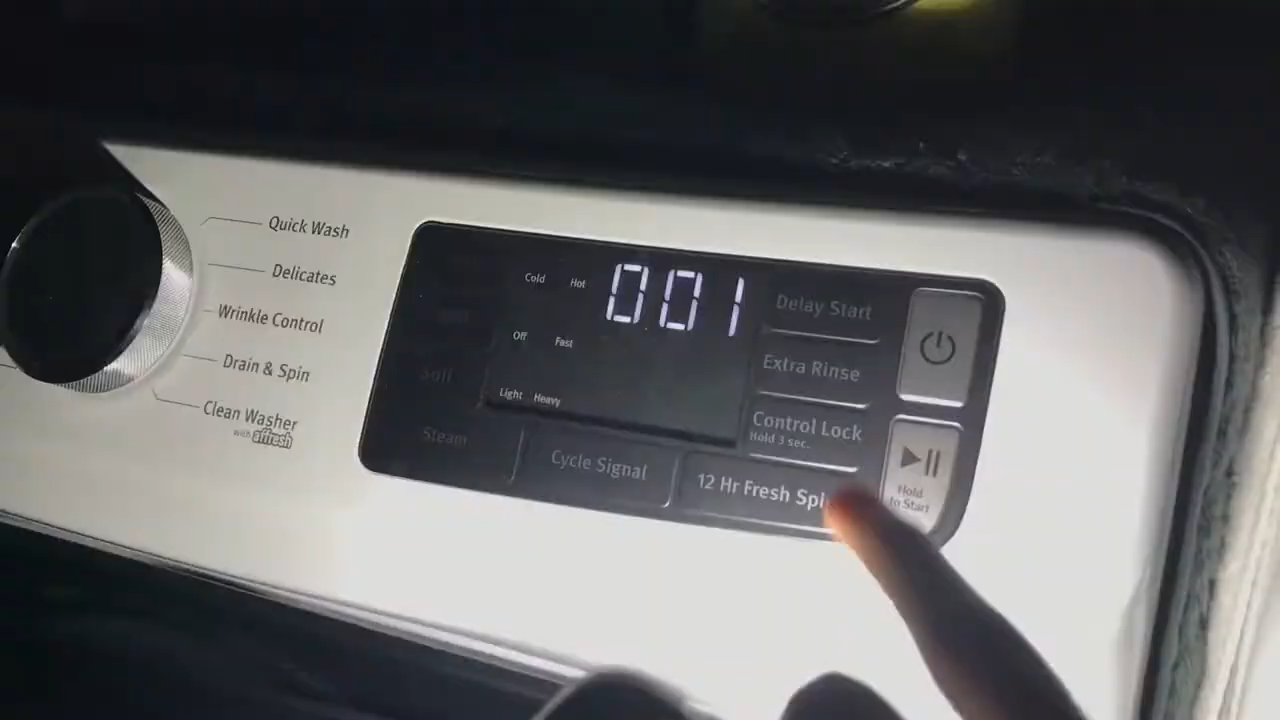 Quick Wash
Delicates
Wrinkle Control
Drain & Spin
Clean Washer
with affresh
Cold Hot
001
Off Fast
Soil
Light Heavy
Steam
Cycle Signal
Delay Start
Extra Rinse
Control Lock
Hold 3 sec.
12 Hr Fresh
Hold
to Start